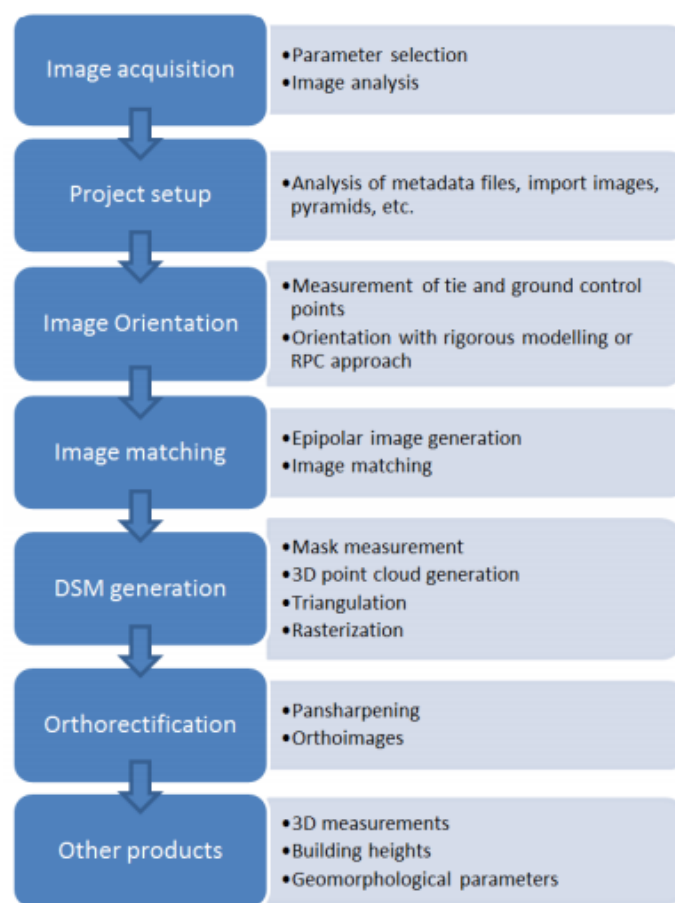 Image acquisition
•Parameter selection
•Image analysis
Project setup
•Analysis of metadata files, import images,
pyramids, etc.
Image Orientation
•Measurement of tie and ground control
points
•Orientation with rigorous modelling or
RPC approach
Image matching
•Epipolar image generation
•Image matching
DSM generation
•Mask measurement
•3D point cloud generation
•Triangulation
•Rasterization
Orthorectification
•Pansharpening
•Orthoimages
Other products
•3D measurements
•Building heights
•Geomorphological parameters